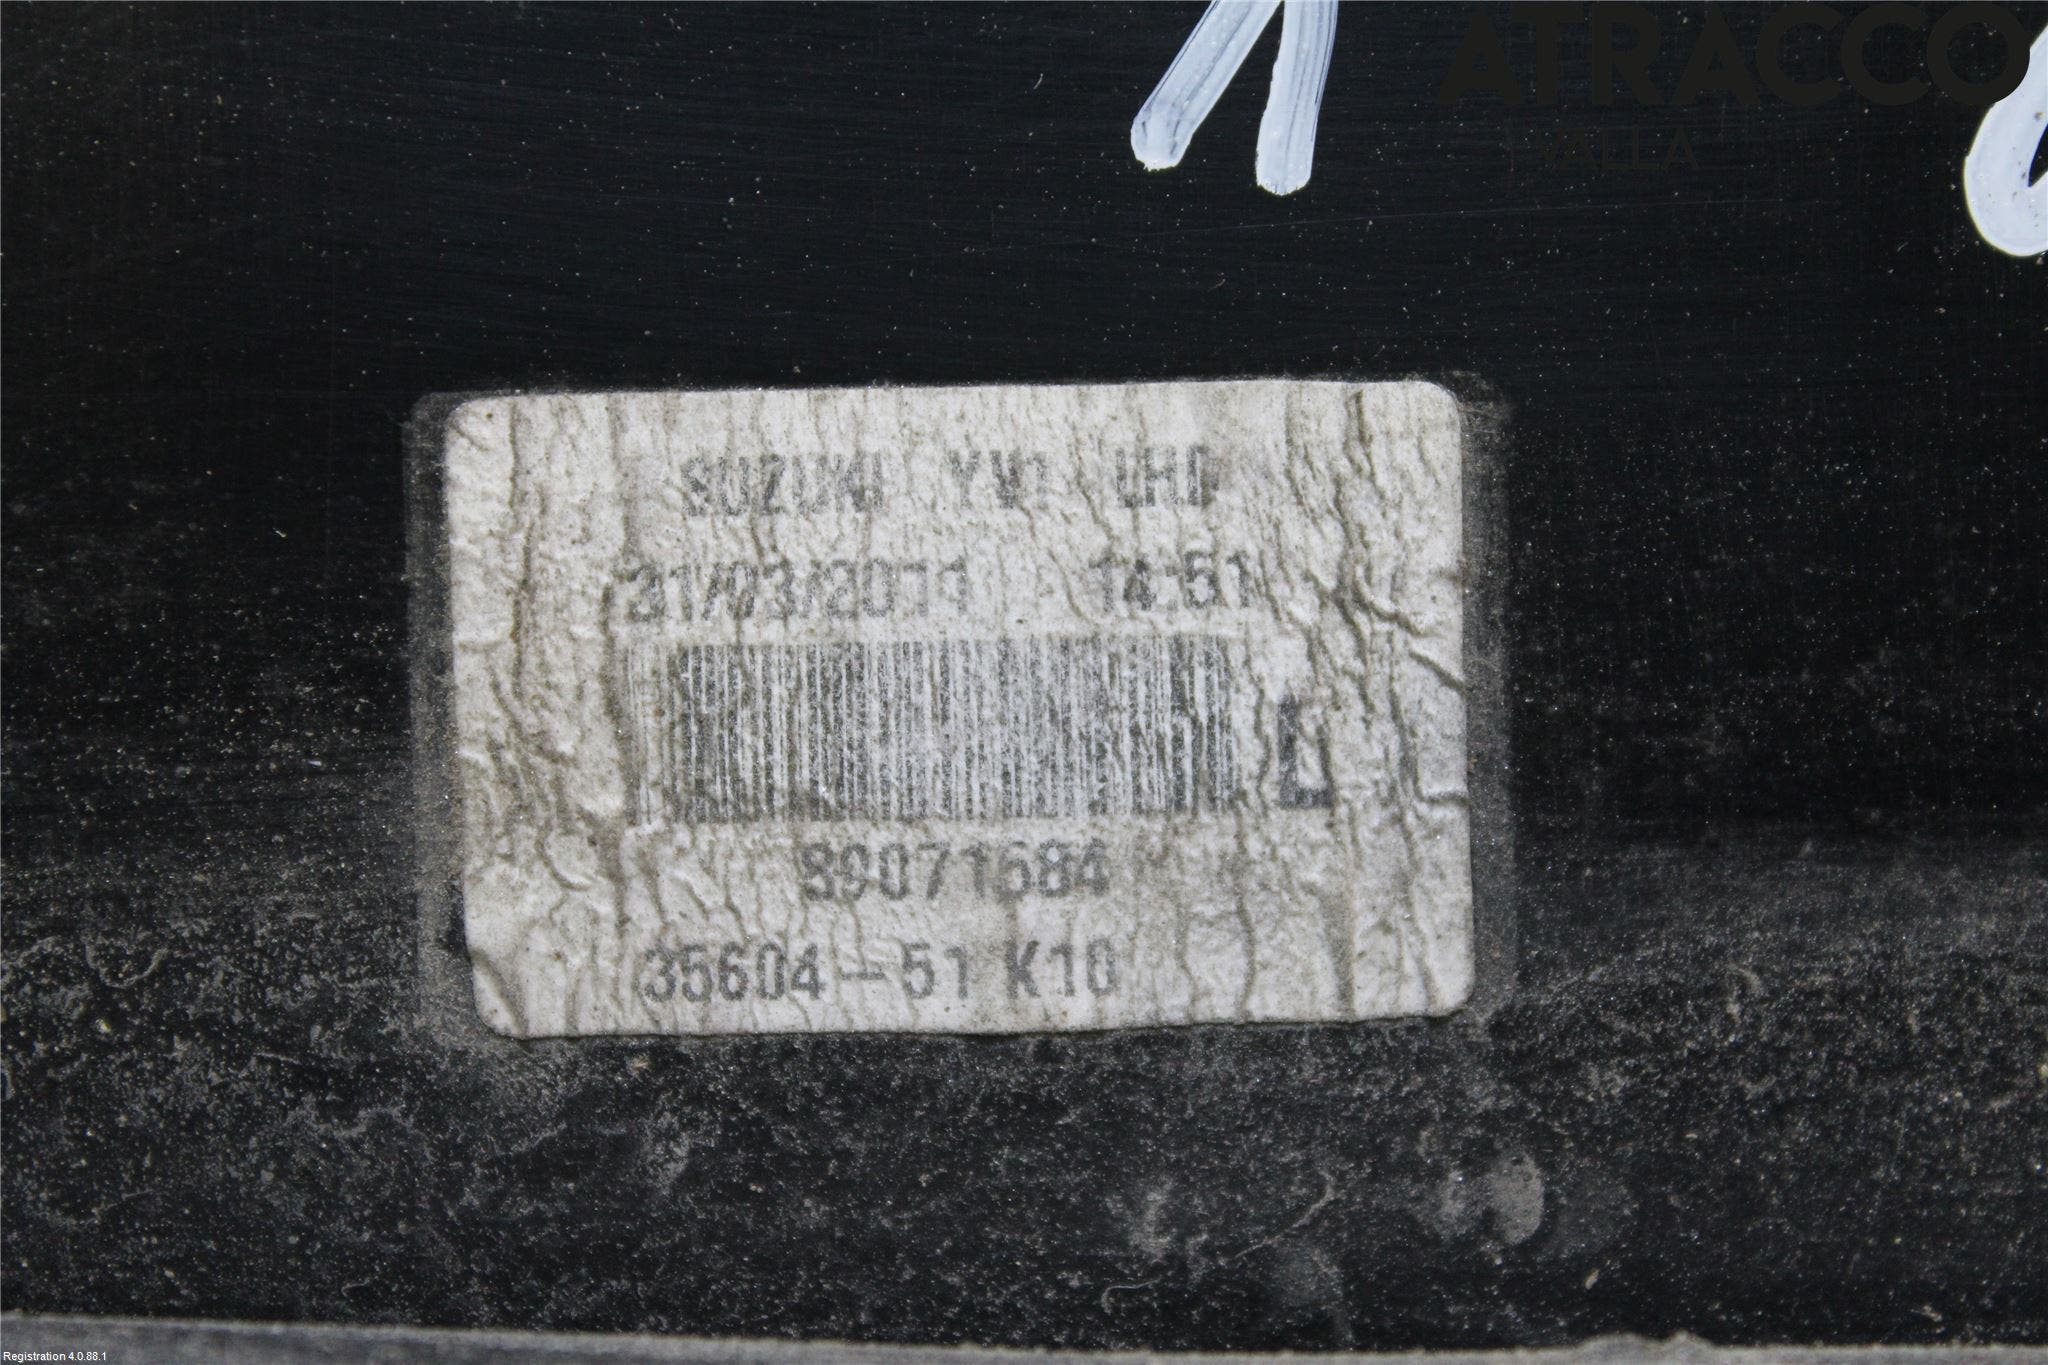 ATRACCO
VALLA
SUZUKI YV1 LHD
31/03/2011 14:51
L
89071684
35604-51K10
Registration 4.0.88.1